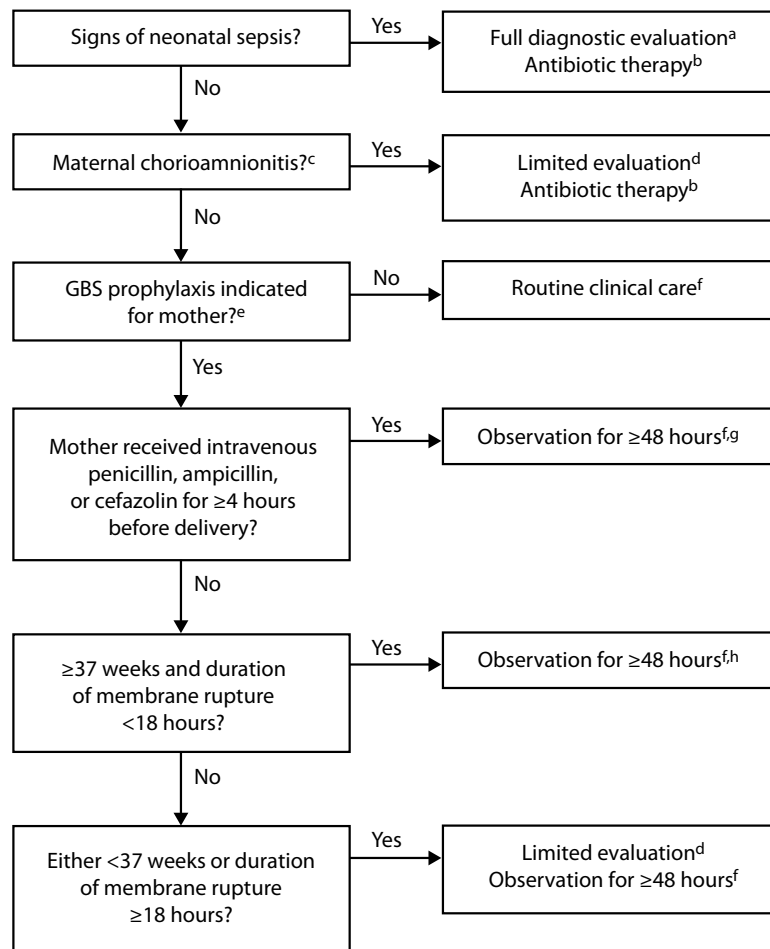 Signs of neonatal sepsis?
Yes
Full diagnostic evaluationᵃ
Antibiotic therapyᵇ
No
Maternal chorioamnionitis?ᶜ
Yes
Limited evaluationᵈ
Antibiotic therapyᵇ
No
GBS prophylaxis indicated
for mother?ᵉ
No
Routine clinical careᶠ
Yes
Mother received intravenous
penicillin, ampicillin,
or cefazolin for ≥4 hours
before delivery?
Yes
Observation for ≥48 hoursᶠ,ᵍ
No
≥37 weeks and duration
of membrane rupture
<18 hours?
Yes
Observation for ≥48 hoursᶠ,ʰ
No
Either <37 weeks or duration
of membrane rupture
≥18 hours?
Yes
Limited evaluationᵈ
Observation for ≥48 hoursᶠ